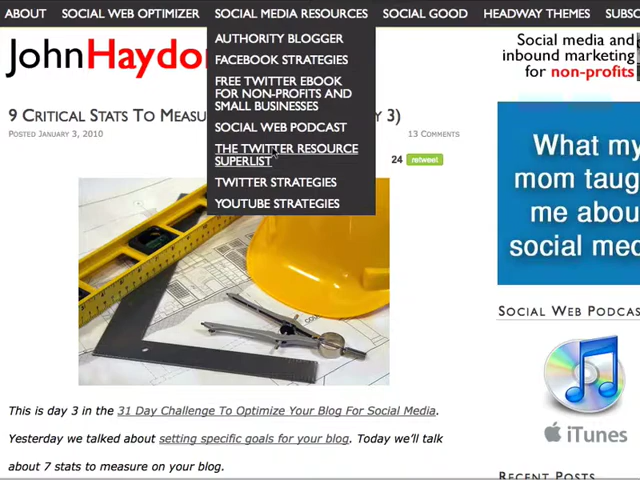 ABOUT SOCIAL WEB OPTIMIZER SOCIAL MEDIA RESOURCES SOCIAL GOOD HEADWAY THEMES SUBSC
AUTHORITY BLOGGER
FACEBOOK STRATEGIES
FREE TWITTER EBOOK
FOR NON-PROFITS AND
SMALL BUSINESSES
SOCIAL WEB PODCAST
THE TWITTER RESOURCE
SUPERLIST
TWITTER STRATEGIES
YOUTUBE STRATEGIES
JohnHaydo
Social media and
inbound marketing
for non-profits
9 CRITICAL STATS TO MEASU
Y 3)
POSTED JANUARY 3, 2010
13 COMMENTS
24 retweet
What my
mom taug
me abou
social med
SOCIAL WEB PODCAS
iTunes
RECENT POSTS
This is day 3 in the 31 Day Challenge To Optimize Your Blog For Social Media.
Yesterday we talked about setting specific goals for your blog. Today we'll talk
about 7 stats to measure on your blog.